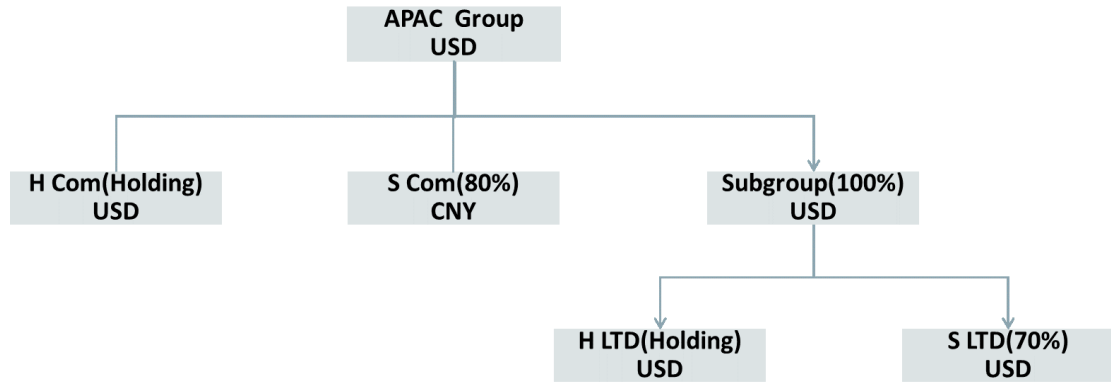 APAC  Group
USD
H Com(Holding)
USD
S Com(80%)
CNY
Subgroup(100%)
USD
H LTD(Holding)
USD
S LTD(70%)
USD